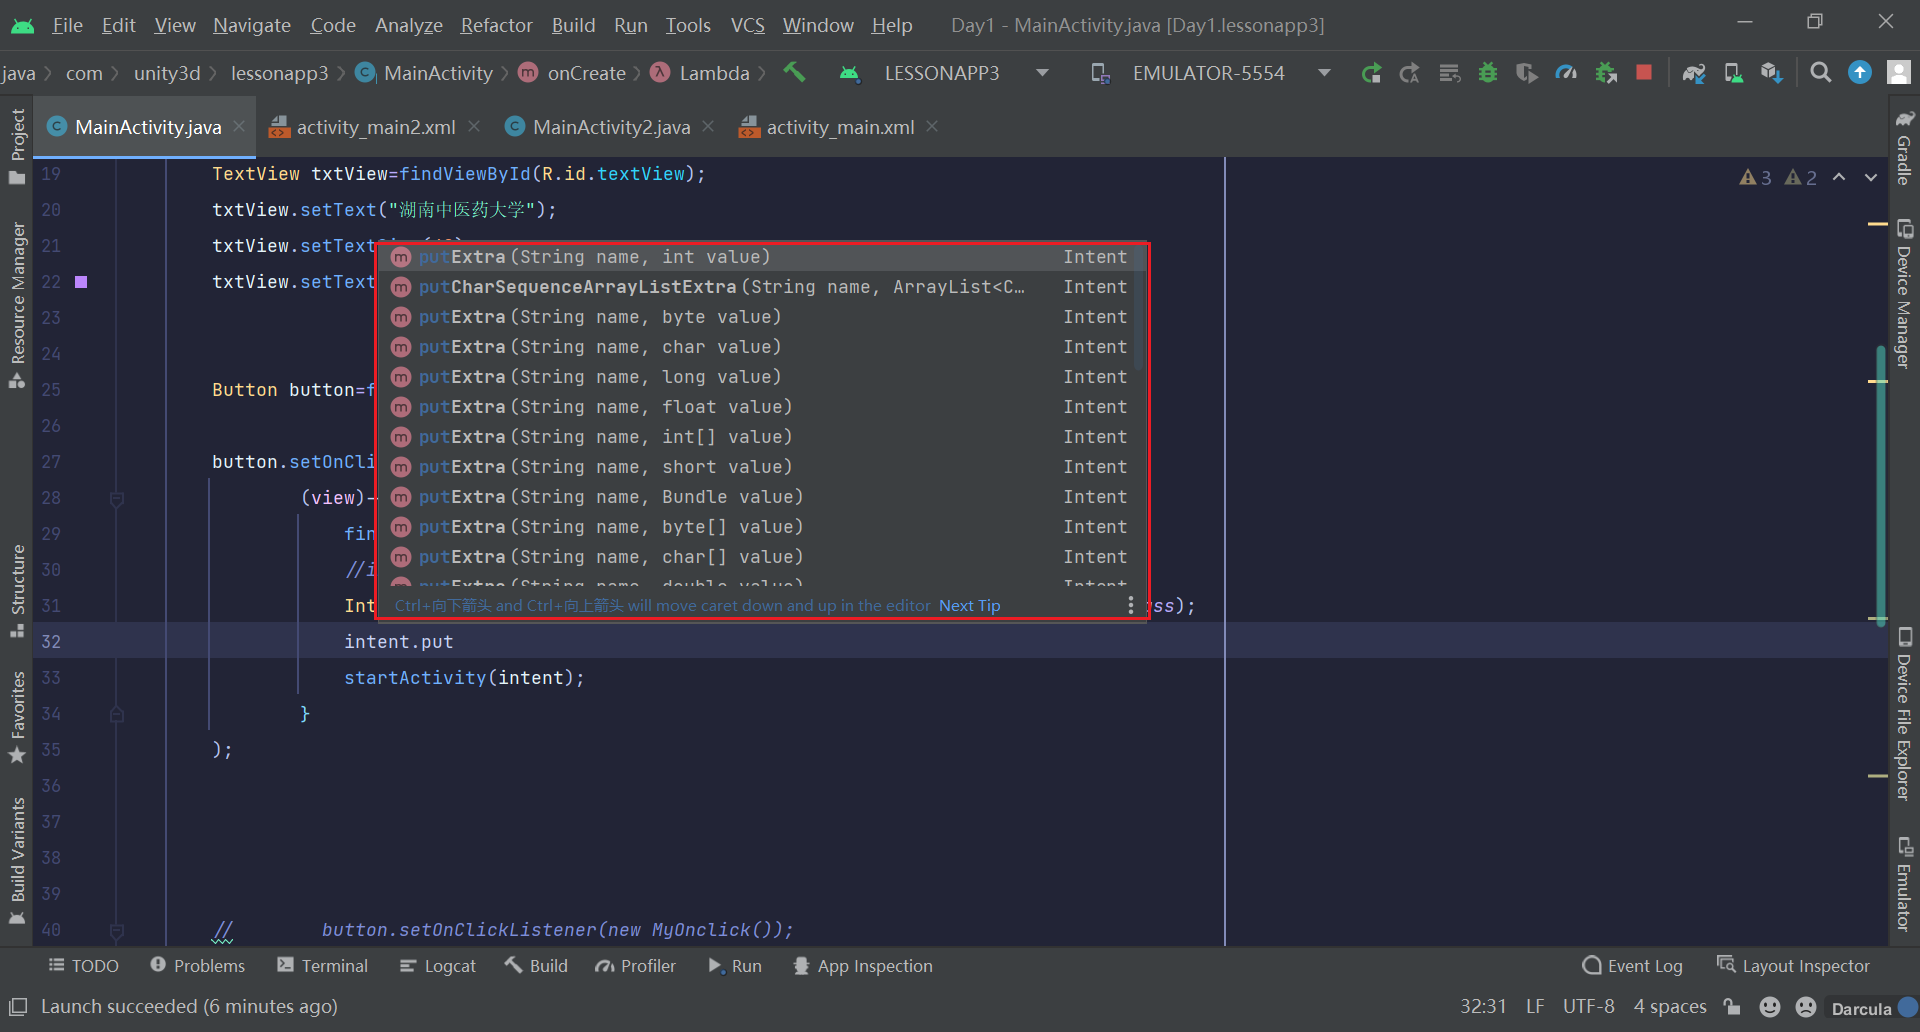 File Edit View Navigate Code Analyze Refactor Build Run Tools VCS Window Help Day1 - MainActivity.java [Day1.lessonapp3]
java com unity3d lessonapp3 MainActivity onCreate Lambda LESSONAPP3 EMULATOR-5554
MainActivity.java activity_main2.xml MainActivity2.java activity_main.xml
Project
Resource Manager
Structure
Favorites
Build Variants
19 TextView txtView=findViewById(R.id.textView);
20 txtView.setText("湖南中医药大学");
21 txtView.setText
22 txtView.setText
23
24
25 Button button=f
26
27 button.setOnCli
28 (view)-
29 fin
30 //i
31 Int ss);
32 intent.put
33 startActivity(intent);
34 }
35 );
36
37
38
39
40 // button.setOnClickListener(new MyOnclick());
3 2
putExtra(String name, int value) Intent
putCharSequenceArrayListExtra(String name, ArrayList<C… Intent
putExtra(String name, byte value) Intent
putExtra(String name, char value) Intent
putExtra(String name, long value) Intent
putExtra(String name, float value) Intent
putExtra(String name, int[] value) Intent
putExtra(String name, short value) Intent
putExtra(String name, Bundle value) Intent
putExtra(String name, byte[] value) Intent
putExtra(String name, char[] value) Intent
putExtra(String name, double value) Intent
Ctrl+向下箭头 and Ctrl+向上箭头 will move caret down and up in the editor Next Tip
Gradle
Device Manager
Device File Explorer
Emulator
TODO Problems Terminal Logcat Build Profiler Run App Inspection Event Log Layout Inspector
Launch succeeded (6 minutes ago) 32:31 LF UTF-8 4 spaces Darcula